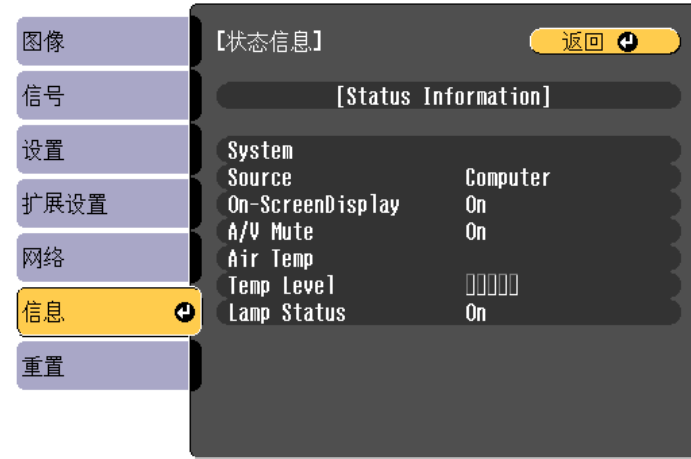 图像
信号
设置
扩展设置
网络
信息
重置
【状态信息】
返回
[Status Information]
System
Source Computer
On-ScreenDisplay On
A/V Mute On
Air Temp
Temp Level
Lamp Status On